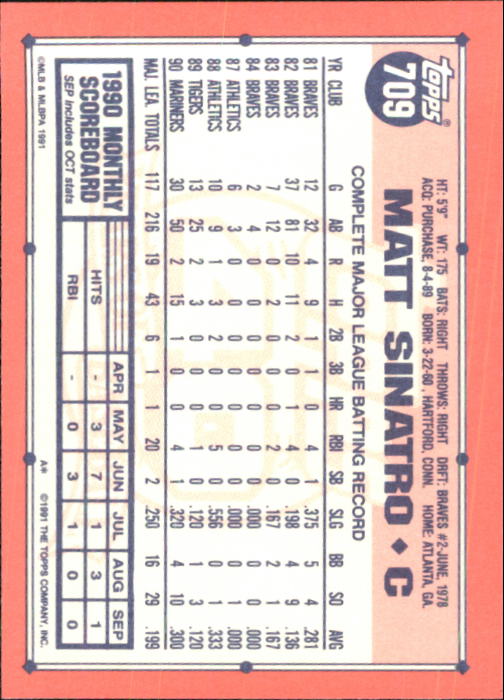 topps®
709
HT: 5'9" WT: 175 BATS: RIGHT THROWS: RIGHT DRFT: BRAVES #2-JUNE, 1978
ACQ: PURCHASE, 8-4-89 BORN: 3-22-60, HARTFORD, CONN. HOME: ATLANTA, GA.
MATT SINATRO ♦ C
COMPLETE MAJOR LEAGUE BATTING RECORD
YR CLUB G AB R H 2B 3B HR RBI SB SLG BB SO AVG
81 BRAVES 12 32 4 9 1 1 0 4 1 .375 5 4 .281
82 BRAVES 37 81 10 11 2 0 1 4 0 .198 4 9 .136
83 BRAVES 7 12 0 2 0 0 0 2 0 .167 2 1 .167
84 BRAVES 2 4 0 0 0 0 0 0 0 .000 0 0 .000
87 ATHLETICS 6 3 0 0 0 0 0 0 0 .000 0 1 .000
88 ATHLETICS 10 9 1 3 2 0 0 5 0 .556 0 1 .333
89 TIGERS 13 25 2 3 0 0 0 1 0 .120 1 3 .120
90 MARINERS 30 50 2 15 1 0 0 4 1 .320 4 10 .300
MAJ. LEA. TOTALS 117 216 19 43 6 1 1 20 2 .250 16 29 .199
1990 MONTHLY
SCOREBOARD
SEP Includes OCT stats
APR MAY JUN JUL AUG SEP
HITS - 3 7 1 3 1
RBI - 0 3 1 0 0
©MLB & MLBPA 1991
A* ©1991 THE TOPPS COMPANY, INC.